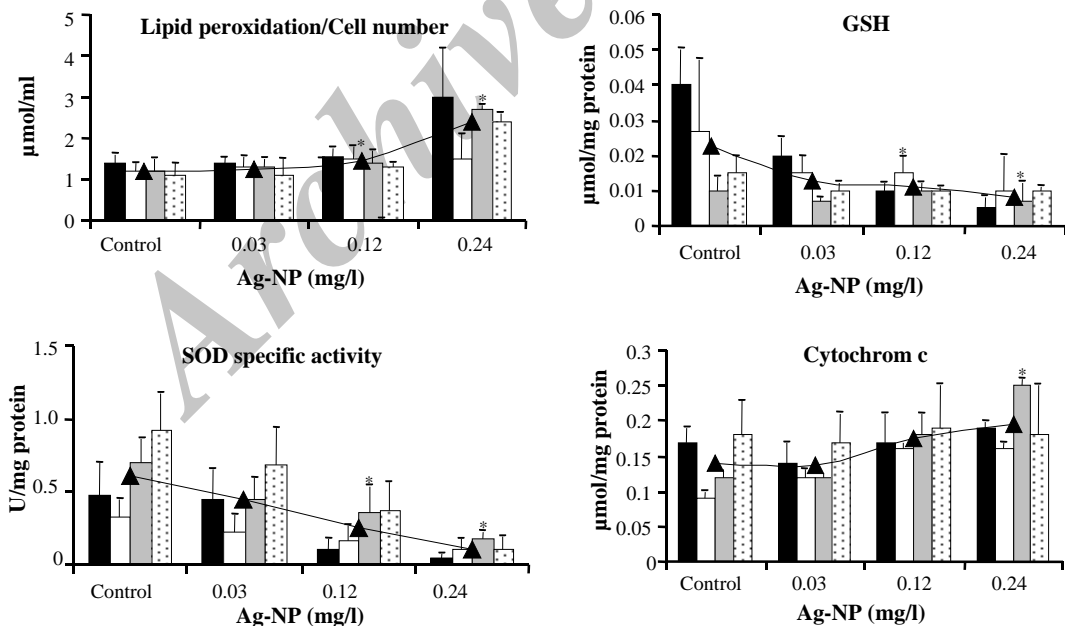 Lipid peroxidation/Cell number
µmol/ml
5
4
3
2
1
0
*
*
Control 0.03 0.12 0.24
Ag-NP (mg/l)
GSH
µmol/mg protein
0.06
0.05
0.04
0.03
0.02
0.01
0
*
*
Control 0.03 0.12 0.24
Ag-NP (mg/l)
SOD specific activity
U/mg protein
1.5
1.0
0.5
0
*
*
Control 0.03 0.12 0.24
Ag-NP (mg/l)
Cytochrom c
µmol/mg protein
0.3
0.25
0.20
0.15
0.1
0.05
0
*
Control 0.03 0.12 0.24
Ag-NP (mg/l)
Archive